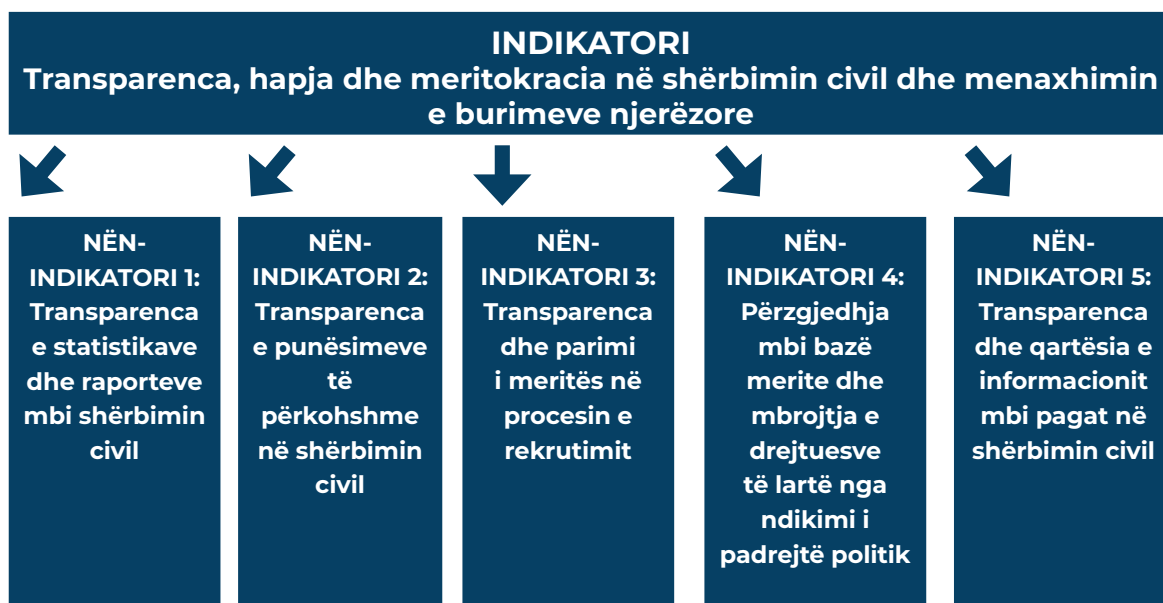 INDIKATORI
Transparenca, hapja dhe meritokracia në shërbimin civil dhe menaxhimin
e burimeve njerëzore
NËN-
INDIKATORI 1:
Transparenca
e statistikave
dhe raporteve
mbi shërbimin
civil
NËN-
INDIKATORI 2:
Transparenca
e punësimeve
të
përkohshme
në shërbimin
civil
NËN-
INDIKATORI 3:
Transparenca
dhe parimi
i meritës në
procesin e
rekrutimit
NËN-
INDIKATORI 4:
Përzgjedhja
mbi bazë
merite dhe
mbrojtja e
drejtuesve
të lartë nga
ndikimi i
padrejtë politik
NËN-
INDIKATORI 5:
Transparenca
dhe qartësia e
informacionit
mbi pagat në
shërbimin civil